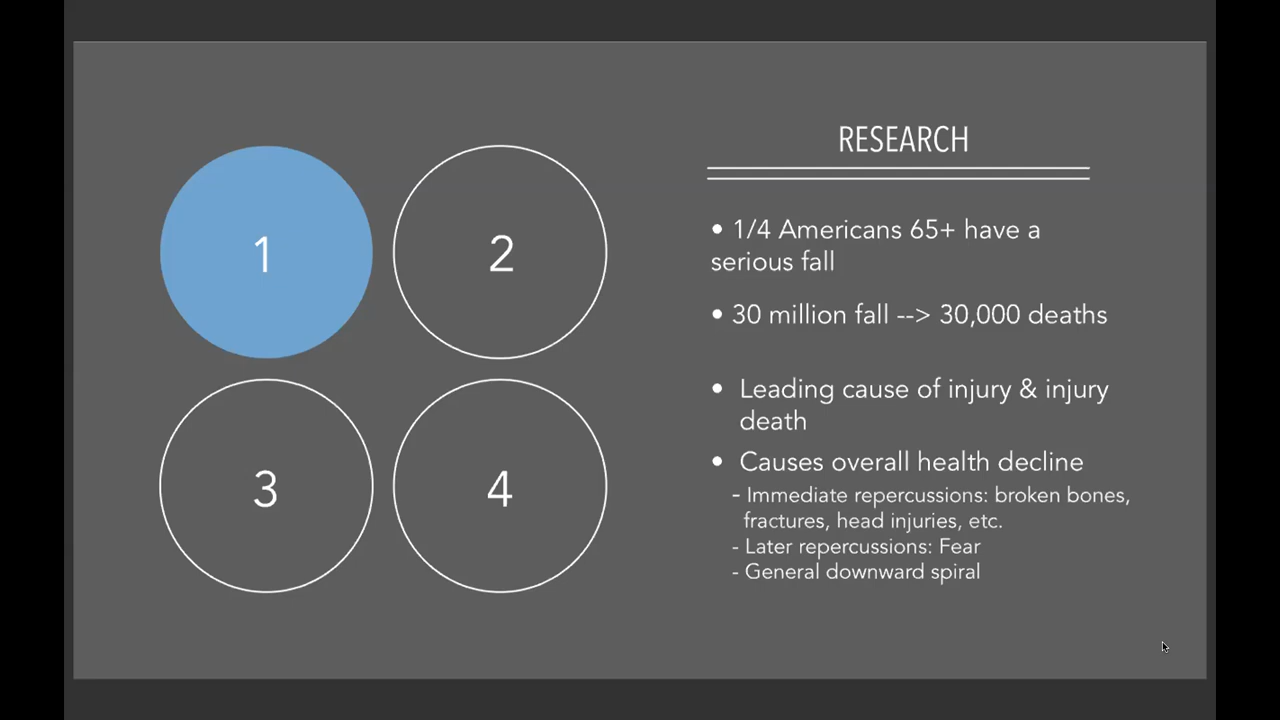 1
2
3
4
RESEARCH
• 1/4 Americans 65+ have a
serious fall
• 30 million fall --> 30,000 deaths
• Leading cause of injury & injury
death
• Causes overall health decline
- Immediate repercussions: broken bones,
fractures, head injuries, etc.
- Later repercussions: Fear
- General downward spiral